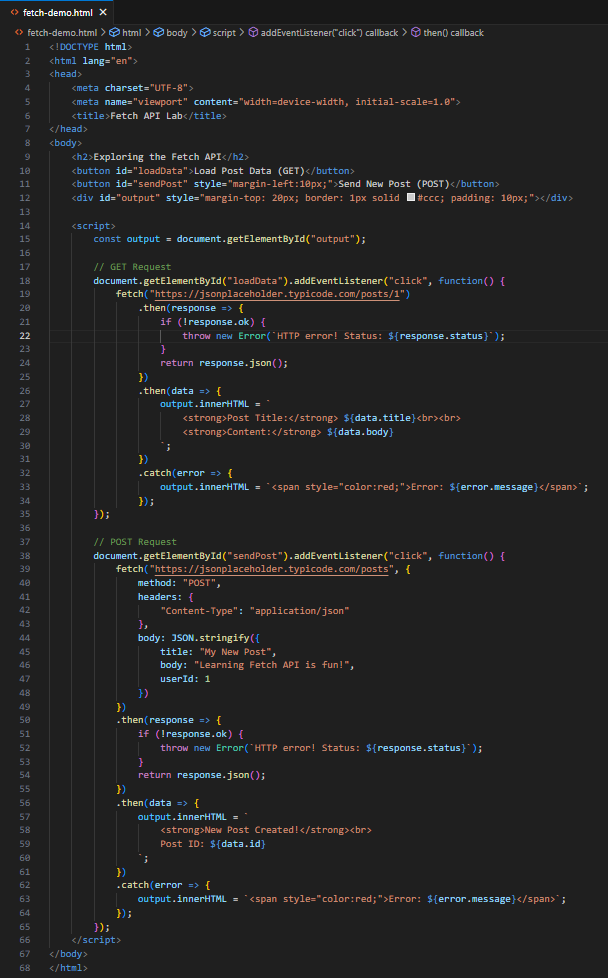 fetch-demo.html
fetch-demo.html > html > body > script > addEventListener("click") callback > then() callback
1 <!DOCTYPE html>
2 <html lang="en">
3 <head>
4     <meta charset="UTF-8">
5     <meta name="viewport" content="width=device-width, initial-scale=1.0">
6     <title>Fetch API Lab</title>
7 </head>
8 <body>
9     <h2>Exploring the Fetch API</h2>
10     <button id="loadData">Load Post Data (GET)</button>
11     <button id="sendPost" style="margin-left:10px;">Send New Post (POST)</button>
12     <div id="output" style="margin-top: 20px; border: 1px solid #ccc; padding: 10px;"></div>
13
14     <script>
15         const output = document.getElementById("output");
16
17         // GET Request
18         document.getElementById("loadData").addEventListener("click", function() {
19             fetch("https://jsonplaceholder.typicode.com/posts/1")
20                 .then(response => {
21                     if (!response.ok) {
22                         throw new Error(`HTTP error! Status: ${response.status}`);
23                     }
24                     return response.json();
25                 })
26                 .then(data => {
27                     output.innerHTML = `
28                         <strong>Post Title:</strong> ${data.title}<br><br>
29                         <strong>Content:</strong> ${data.body}
30                     `;
31                 })
32                 .catch(error => {
33                     output.innerHTML = `<span style="color:red;">Error: ${error.message}</span>`;
34                 });
35         });
36
37         // POST Request
38         document.getElementById("sendPost").addEventListener("click", function() {
39             fetch("https://jsonplaceholder.typicode.com/posts", {
40                 method: "POST",
41                 headers: {
42                     "Content-Type": "application/json"
43                 },
44                 body: JSON.stringify({
45                     title: "My New Post",
46                     body: "Learning Fetch API is fun!",
47                     userId: 1
48                 })
49             })
50             .then(response => {
51                 if (!response.ok) {
52                     throw new Error(`HTTP error! Status: ${response.status}`);
53                 }
54                 return response.json();
55             })
56             .then(data => {
57                 output.innerHTML = `
58                     <strong>New Post Created!</strong><br>
59                     Post ID: ${data.id}
60                 `;
61             })
62             .catch(error => {
63                 output.innerHTML = `<span style="color:red;">Error: ${error.message}</span>`;
64             });
65         });
66     </script>
67 </body>
68 </html>